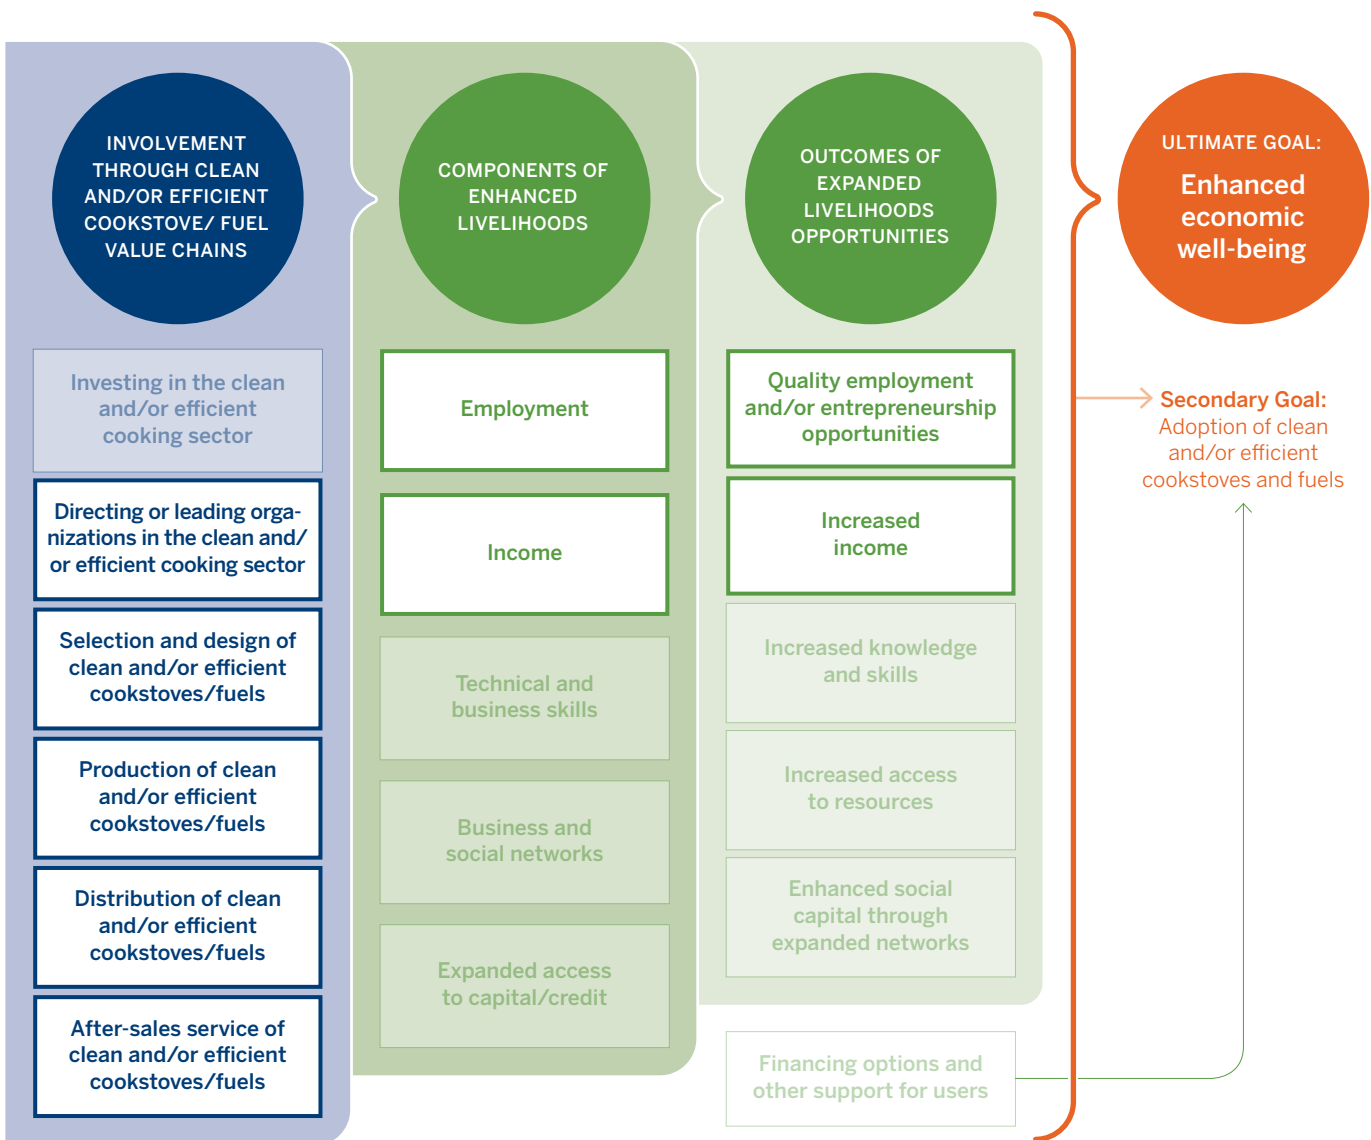 INVOLVEMENT
THROUGH CLEAN
AND/OR EFFICIENT
COOKSTOVE/ FUEL
VALUE CHAINS
Investing in the clean
and/or efficient
cooking sector
Directing or leading orga-
nizations in the clean and/
or efficient cooking sector
Selection and design of
clean and/or efficient
cookstoves/fuels
Production of clean
and/or efficient
cookstoves/fuels
Distribution of clean
and/or efficient
cookstoves/fuels
After-sales service of
clean and/or efficient
cookstoves/fuels
COMPONENTS OF
ENHANCED
LIVELIHOODS
Employment
Income
Technical and
business skills
Business and
social networks
Expanded access
to capital/credit
OUTCOMES OF
EXPANDED
LIVELIHOODS
OPPORTUNITIES
Quality employment
and/or entrepreneurship
opportunities
Increased
income
Increased knowledge
and skills
Increased access
to resources
Enhanced social
capital through
expanded networks
Financing options and
other support for users
ULTIMATE GOAL:
Enhanced
economic
well-being
Secondary Goal:
Adoption of clean
and/or efficient
cookstoves and fuels